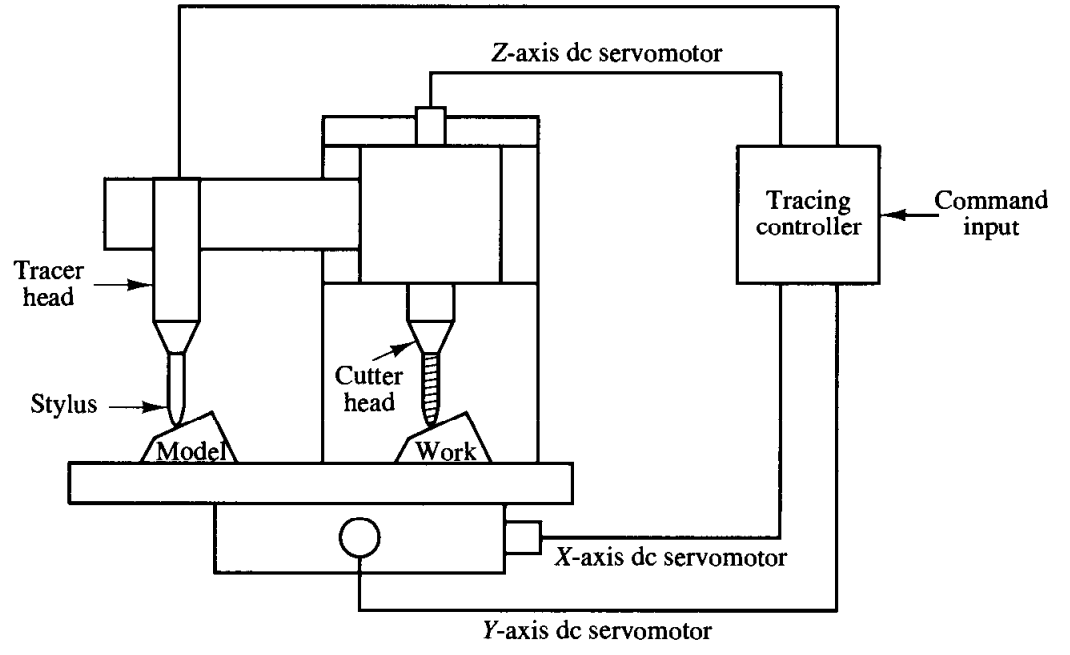 Z-axis dc servomotor
Tracing
controller
Command
input
Tracer
head
Cutter
head
Stylus
Model
Work
X-axis dc servomotor
Y-axis dc servomotor